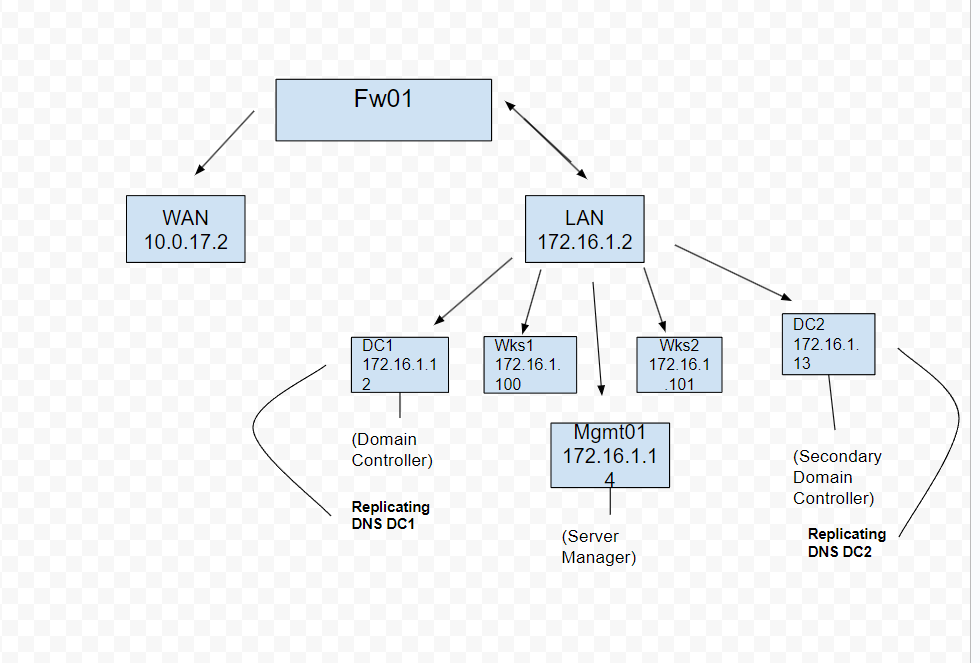 Fw01
WAN
10.0.17.2
LAN
172.16.1.2
DC1
172.16.1.1
2
Wks1
172.16.1.
100
Wks2
172.16.1
.101
DC2
172.16.1.
13
Mgmt01
172.16.1.1
4
(Domain
Controller)
(Secondary
Domain
Controller)
Replicating
DNS DC1
(Server
Manager)
Replicating
DNS DC2